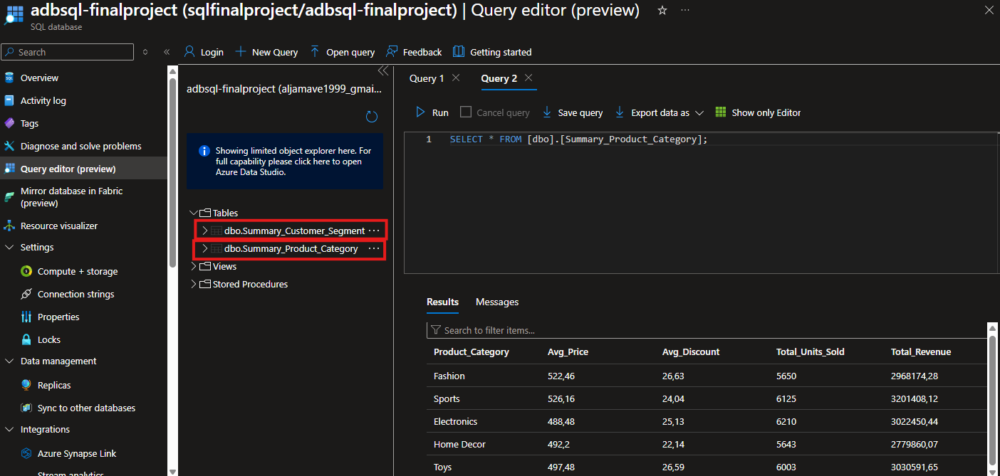 adbsql-finalproject (sqlfinalproject/adbsql-finalproject) | Query editor (preview)
SQL database
Search
Login
New Query
Open query
Feedback
Getting started
Overview
Activity log
Tags
Diagnose and solve problems
Query editor (preview)
Mirror database in Fabric
(preview)
Resource visualizer
Settings
Compute + storage
Connection strings
Properties
Locks
Data management
Replicas
Sync to other databases
Integrations
Azure Synapse Link
Stream analytics
adbsql-finalproject (aljamave1999_gmai...
Showing limited object explorer here. For
full capability please click here to open
Azure Data Studio.
Tables
dbo.Summary_Customer_Segment ...
dbo.Summary_Product_Category ...
Views
Stored Procedures
Query 1
Query 2
Run
Cancel query
Save query
Export data as
Show only Editor
1 SELECT * FROM [dbo].[Summary_Product_Category];
Results Messages
Search to filter items...
Product_Category Avg_Price Avg_Discount Total_Units_Sold Total_Revenue
Fashion 522,46 26,63 5650 2968174,28
Sports 526,16 24,04 6125 3201408,12
Electronics 488,48 25,13 6210 3022450,44
Home Decor 492,2 22,14 5643 2779860,07
Toys 497,48 26,59 6003 3030591,65